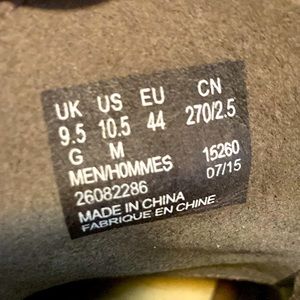 UK US EU CN
9.5 10.5 44 270/2.5
G M
MEN/HOMMES 15260
26082286 07/15
MADE IN CHINA
FABRIQUE EN CHINE